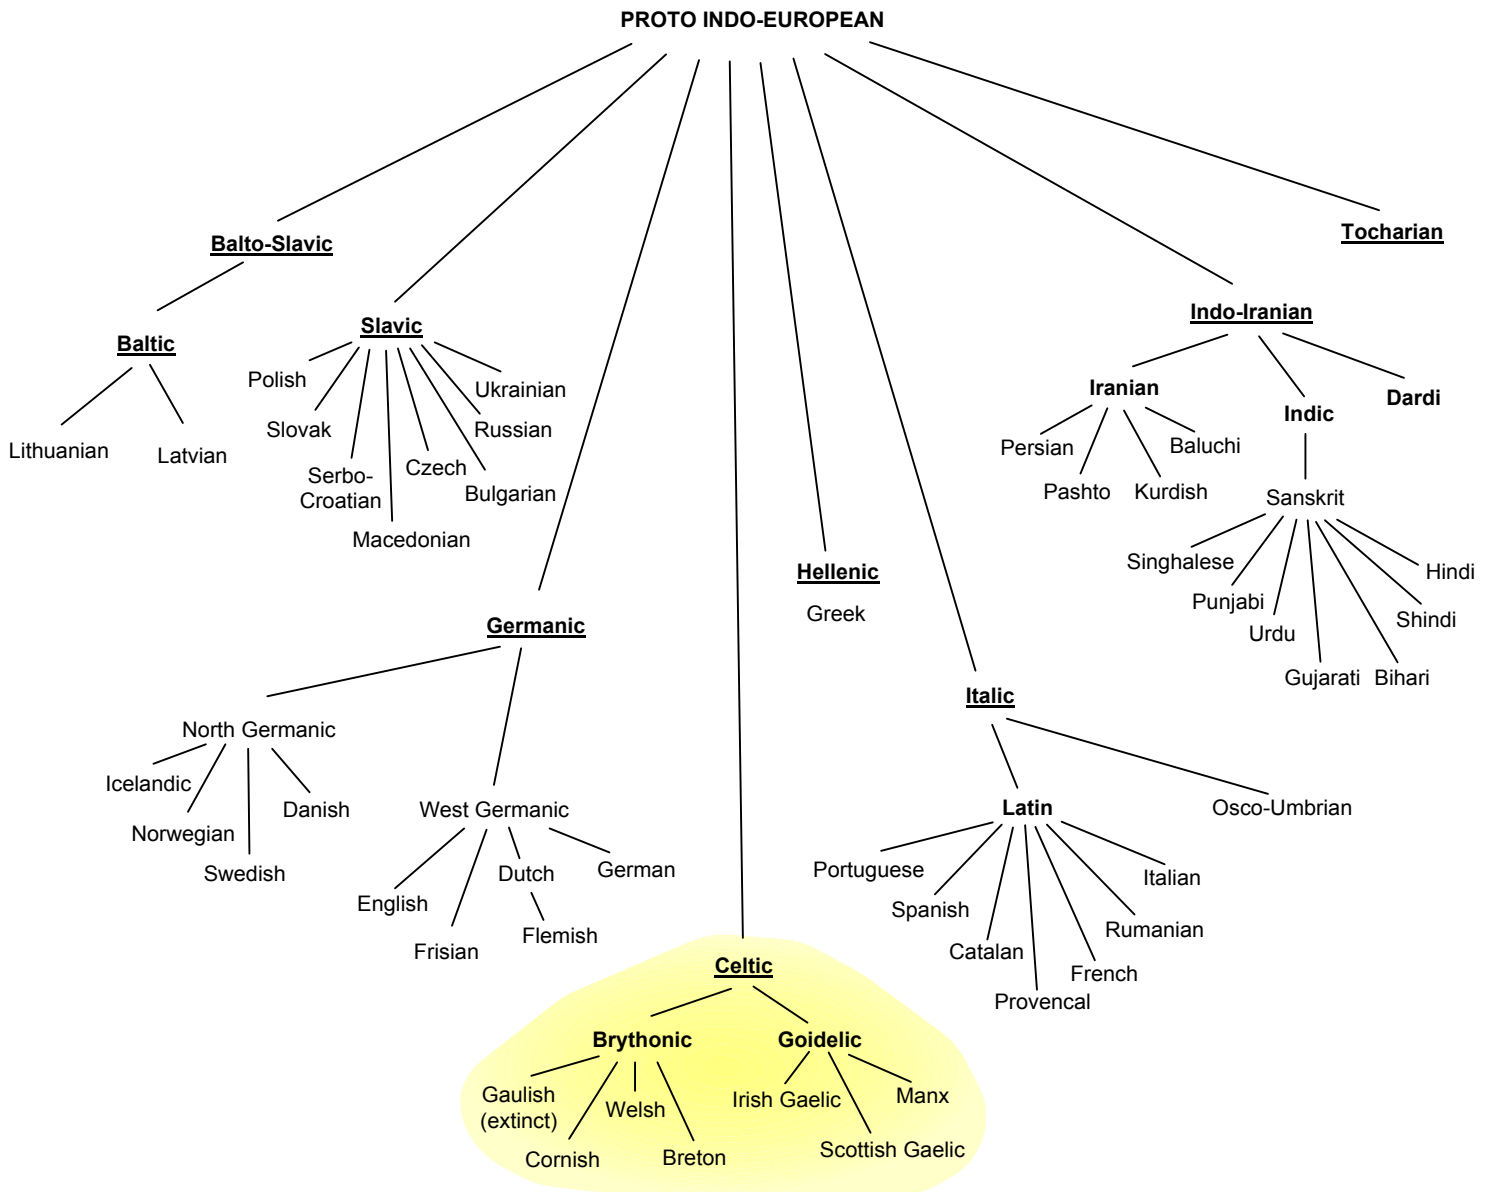 PROTO INDO-EUROPEAN
Balto-Slavic
Tocharian
Baltic
Slavic
Indo-Iranian
Lithuanian
Latvian
Polish
Slovak
Serbo-
Croatian
Macedonian
Czech
Bulgarian
Russian
Ukrainian
Iranian
Indic
Dardi
Persian
Pashto
Kurdish
Baluchi
Sanskrit
Singhalese
Punjabi
Urdu
Gujarati
Bihari
Shindi
Hindi
Hellenic
Greek
Germanic
North Germanic
Icelandic
Norwegian
Swedish
Danish
West Germanic
English
Frisian
Dutch
Flemish
German
Italic
Latin
Osco-Umbrian
Portuguese
Spanish
Catalan
Provencal
French
Rumanian
Italian
Celtic
Brythonic
Goidelic
Gaulish
(extinct)
Cornish
Welsh
Breton
Irish Gaelic
Scottish Gaelic
Manx